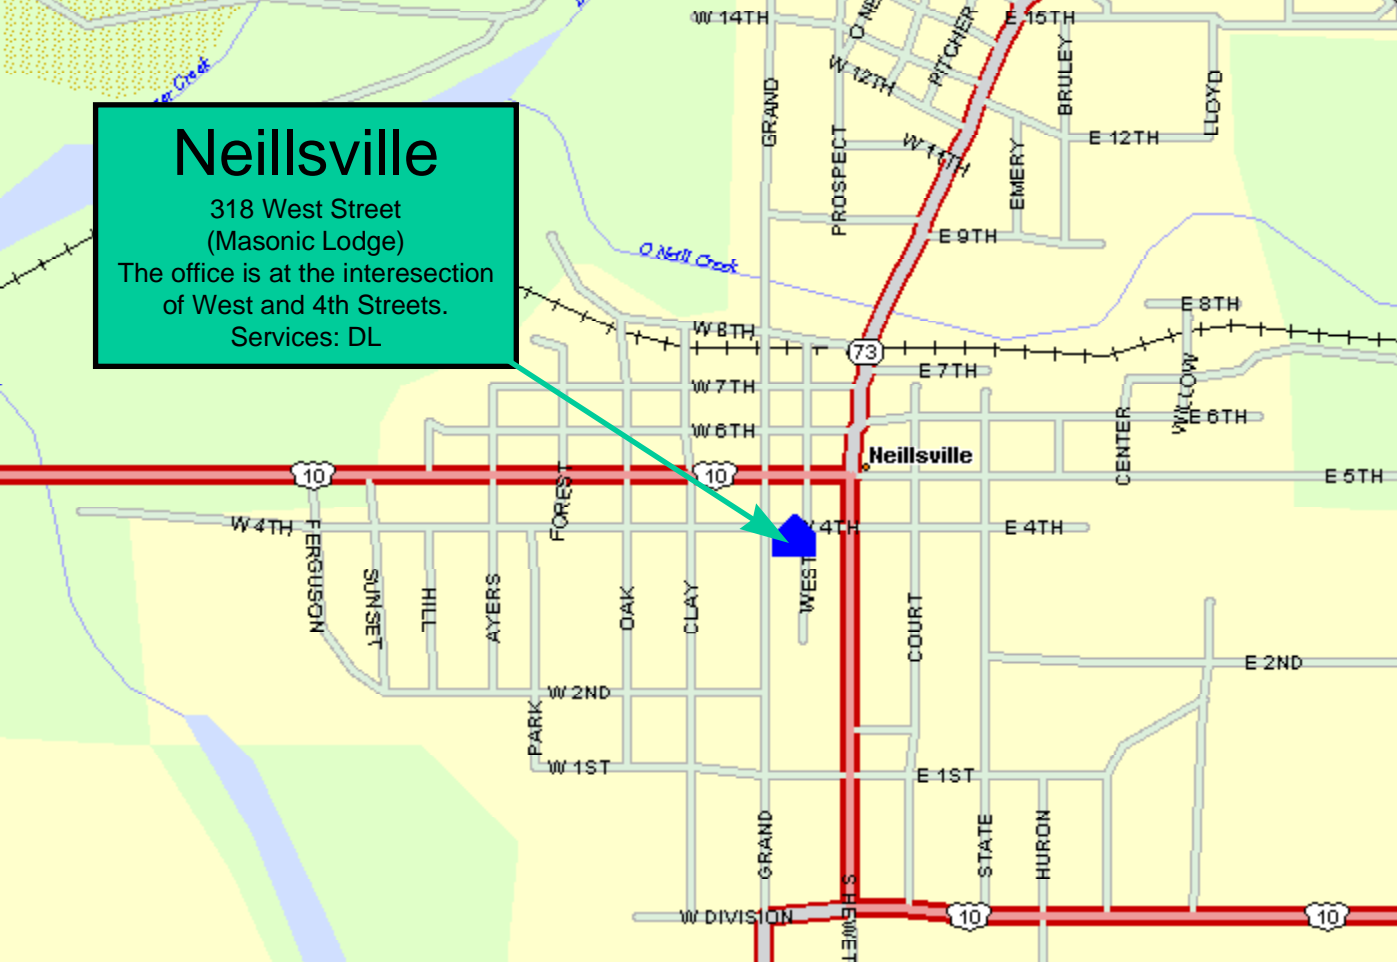 W 14TH
E 15TH
PITCHER
BRULEY
LLOYD
GRAND
W 12TH
E 12TH
PROSPECT
W 11TH
EMERY
E 9TH
Creek
O Neill Creek
Neillsville
318 West Street
(Masonic Lodge)
The office is at the interesection
of West and 4th Streets.
Services: DL
E 8TH
W 8TH
73
E 7TH
W 7TH
WILLOW
CENTER
E 6TH
W 6TH
Neillsville
10
10
E 5TH
FOREST
W 4TH
4TH
E 4TH
FERGUSON
SUNSET
HILL
AYERS
OAK
CLAY
WEST
COURT
E 2ND
W 2ND
PARK
W 1ST
E 1ST
GRAND
STATE
HURON
S HEWET
W DIVISION
10
10